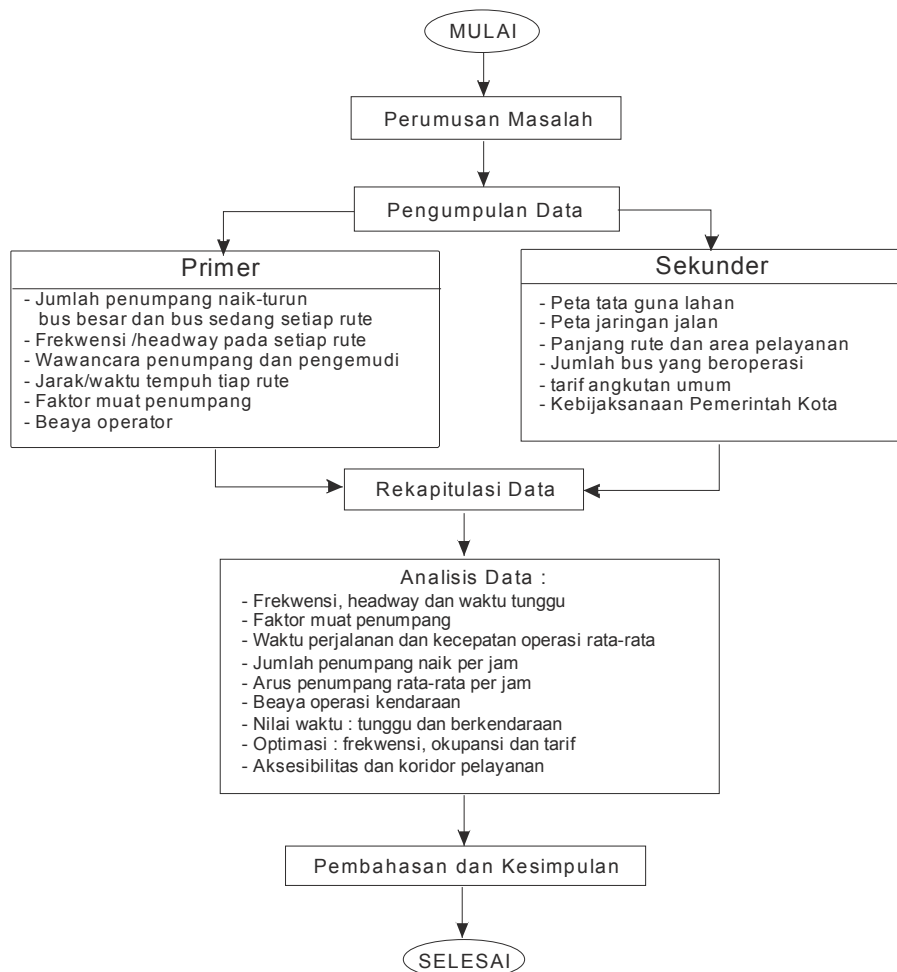 MULAI
Perumusan Masalah
Pengumpulan Data
Primer
- Jumlah penumpang naik-turun
bus besar dan bus sedang setiap rute
- Frekwensi /headway pada setiap rute
- Wawancara penumpang dan pengemudi
- Jarak/waktu tempuh tiap rute
- Faktor muat penumpang
- Beaya operator
Sekunder
- Peta tata guna lahan
- Peta jaringan jalan
- Panjang rute dan area pelayanan
- Jumlah bus yang beroperasi
- tarif angkutan umum
- Kebijaksanaan Pemerintah Kota
Rekapitulasi Data
Analisis Data :
- Frekwensi, headway dan waktu tunggu
- Faktor muat penumpang
- Waktu perjalanan dan kecepatan operasi rata-rata
- Jumlah penumpang naik per jam
- Arus penumpang rata-rata per jam
- Beaya operasi kendaraan
- Nilai waktu : tunggu dan berkendaraan
- Optimasi : frekwensi, okupansi dan tarif
- Aksesibilitas dan koridor pelayanan
Pembahasan dan Kesimpulan
SELESAI